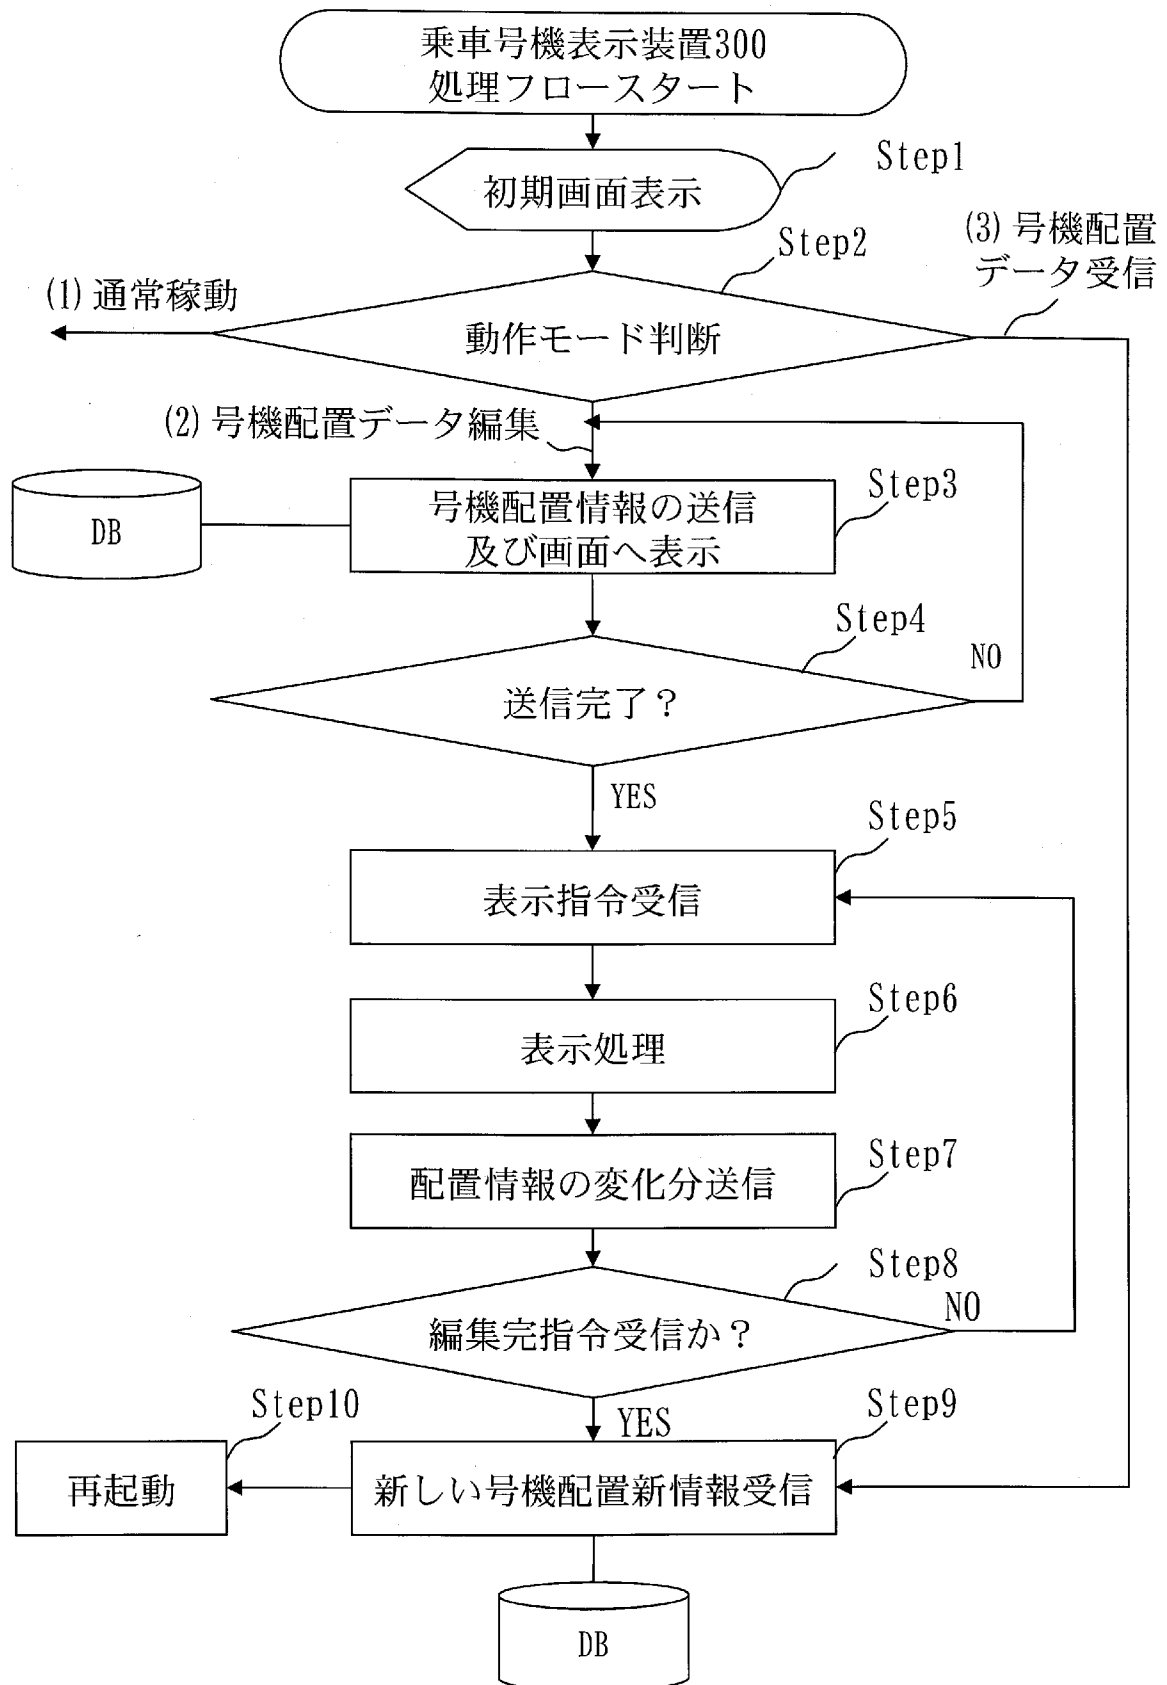 乗車号機表示装置300
処理フロースタート
Step1
初期画面表示
Step2
(3) 号機配置
データ受信
(1) 通常稼動
動作モード判断
(2) 号機配置データ編集
Step3
DB
号機配置情報の送信
及び画面へ表示
Step4
NO
送信完了？
YES
Step5
表示指令受信
Step6
表示処理
Step7
配置情報の変化分送信
Step8
NO
編集完指令受信か？
Step10
YES
Step9
再起動
新しい号機配置新情報受信
DB